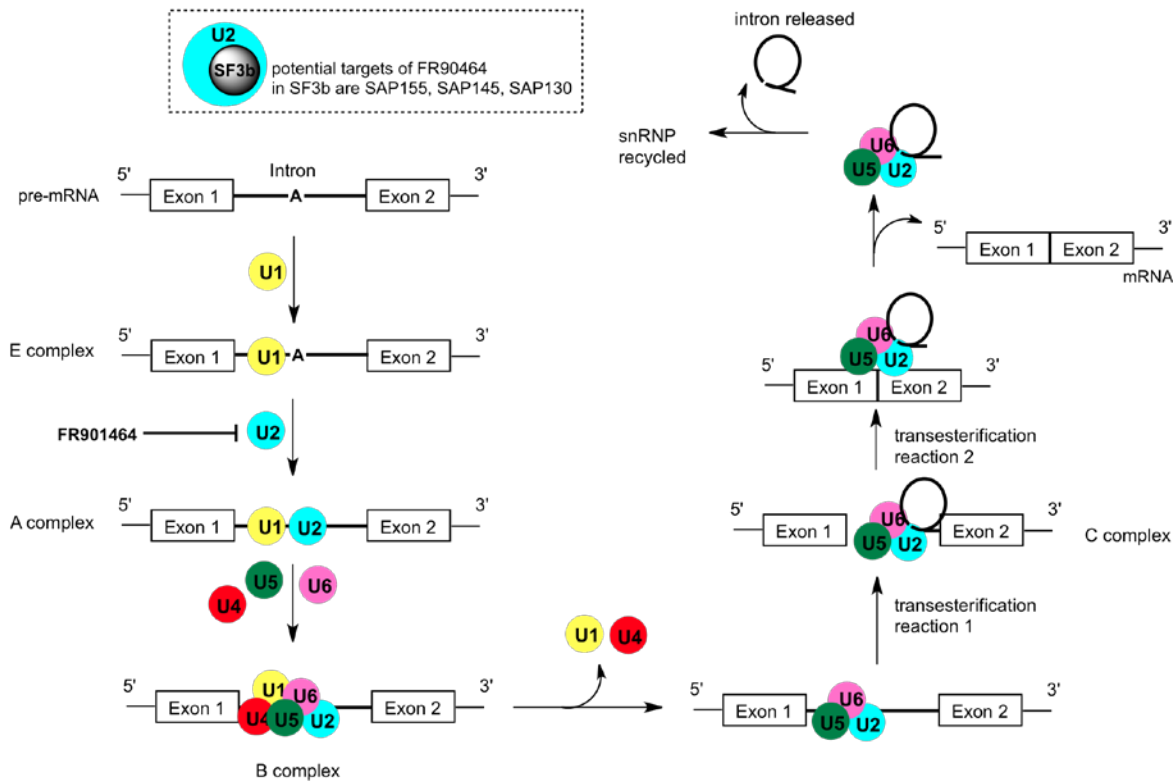 U2
SF3b
potential targets of FR90464
in SF3b are SAP155, SAP145, SAP130
pre-mRNA
5'
Exon 1
Intron
A
Exon 2
3'
U1
E complex
5'
Exon 1
U1
A
Exon 2
3'
FR901464
U2
A complex
5'
Exon 1
U1
U2
Exon 2
3'
U4
U5
U6
5'
Exon 1
U1
U4
U5
U6
U2
Exon 2
3'
B complex
U1
U4
5'
Exon 1
U5
U6
U2
Exon 2
3'
transesterification
reaction 1
5'
Exon 1
U6
U5
U2
Exon 2
3'
C complex
transesterification
reaction 2
5'
U6
U5
U2
Exon 1
Exon 2
3'
5'
Exon 1
Exon 2
3'
mRNA
U6
U5
U2
snRNP
recycled
intron released